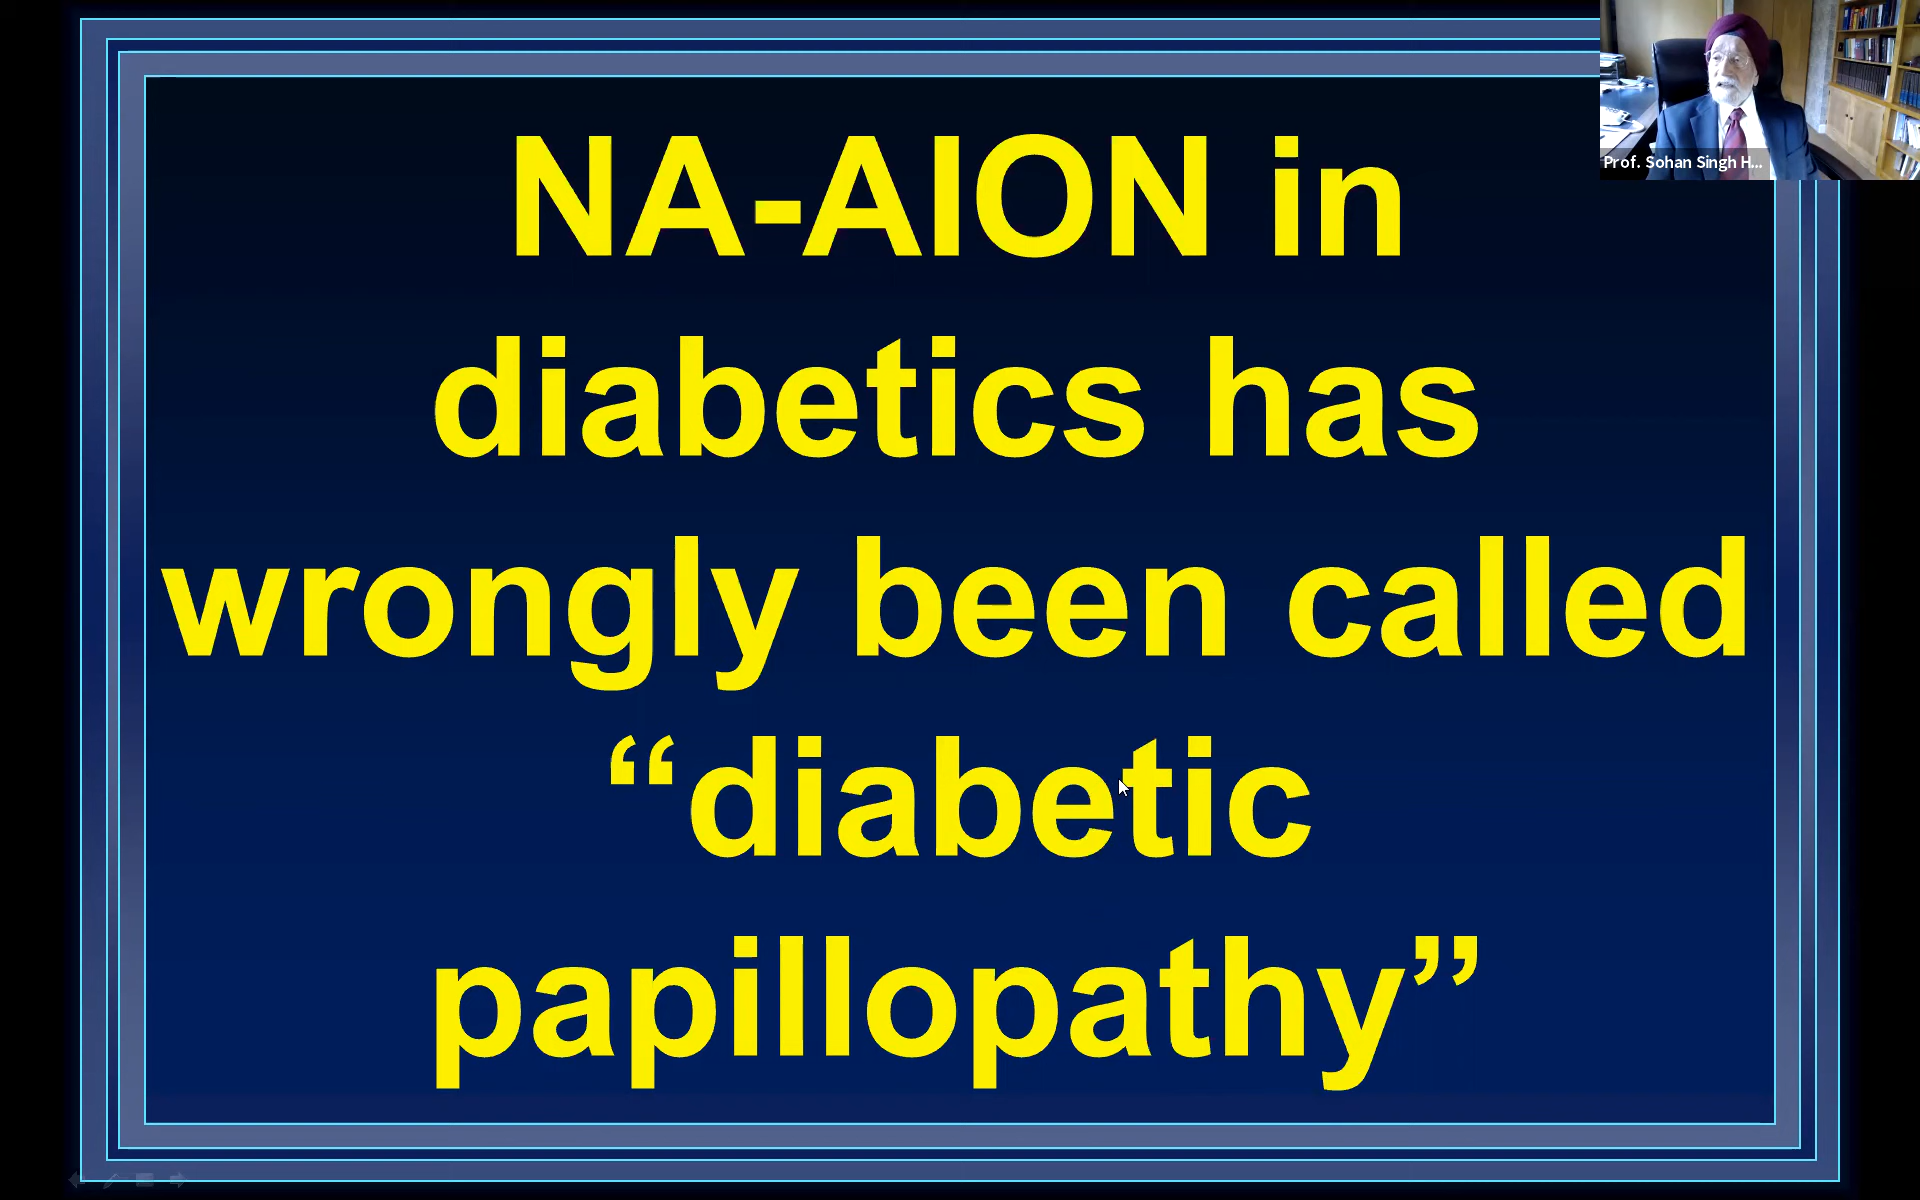 NA-AION in
diabetics has
wrongly been called
“diabetic
papillopathy”
Prof. Sohan Singh H...